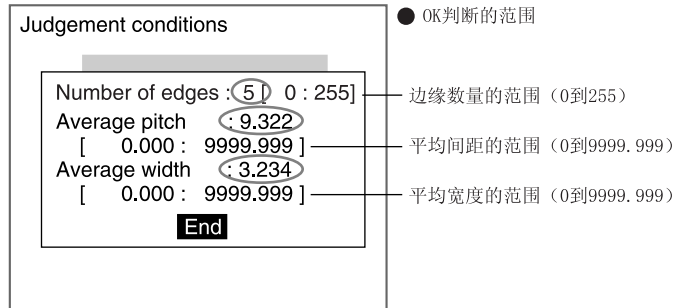 Judgement conditions
● OK判断的范围
Number of edges : 5 [ 0 : 255]
边缘数量的范围（0到255）
Average pitch : 9.322
[ 0.000 : 9999.999 ]
平均间距的范围（0到9999.999）
Average width : 3.234
[ 0.000 : 9999.999 ]
平均宽度的范围（0到9999.999）
End